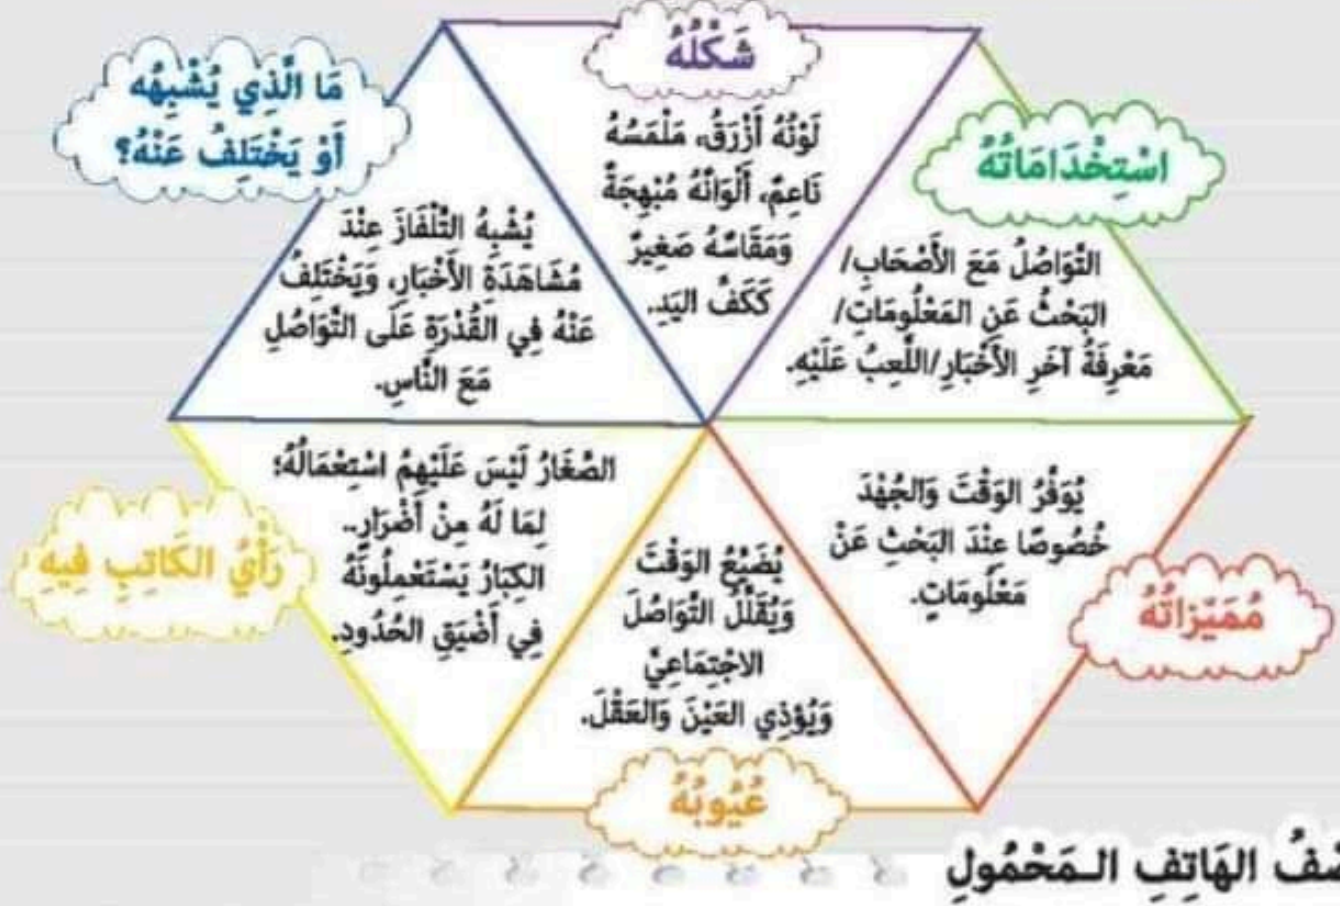 شَكْلُهُ
لَوْنُهُ أَزْرَقُ، مَلْمَسُهُ
نَاعِمٌ، أَلْوَانُهُ مُبْهِجَةٌ
وَمَقَاسُهُ صَغِيرٌ
كَكَفِّ اليَدِ.
اسْتِخْدَامَاتُهُ
التَّوَاصُلُ مَعَ الأَصْحَابِ/
البَحْثُ عَنِ المَعْلُومَاتِ/
مَعْرِفَةُ آخَرِ الأَخْبَارِ/اللَّعِبُ عَلَيْهِ.
مُمَيِّزَاتُهُ
يُوَفِّرُ الوَقْتَ وَالجُهْدَ
خُصُوصًا عِنْدَ البَحْثِ عَنْ
مَعْلُومَاتٍ.
عُيُوبُهُ
يُضَيِّعُ الوَقْتَ
وَيُقَلِّلُ التَّوَاصُلَ
الاجْتِمَاعِيَّ
وَيُؤْذِي العَيْنَ وَالعَقْلَ.
رَأْيُ الكَاتِبِ فِيهِ
الصِّغَارُ لَيْسَ عَلَيْهِمُ اسْتِعْمَالُهُ؛
لِمَا لَهُ مِنْ أَضْرَارٍ..
الكِبَارُ يَسْتَعْمِلُونَهُ
فِي أَضْيَقِ الحُدُودِ.
مَا الَّذِي يُشْبِهُه
أَوْ يَخْتَلِفُ عَنْهُ؟
يُشْبِهُ التِّلْفَازَ عِنْدَ
مُشَاهَدَةِ الأَخْبَارِ، وَيَخْتَلِفُ
عَنْهُ فِي القُدْرَةِ عَلَى التَّوَاصُلِ
مَعَ النَّاسِ.
الهَاتِفِ الـمَحْمُولِ